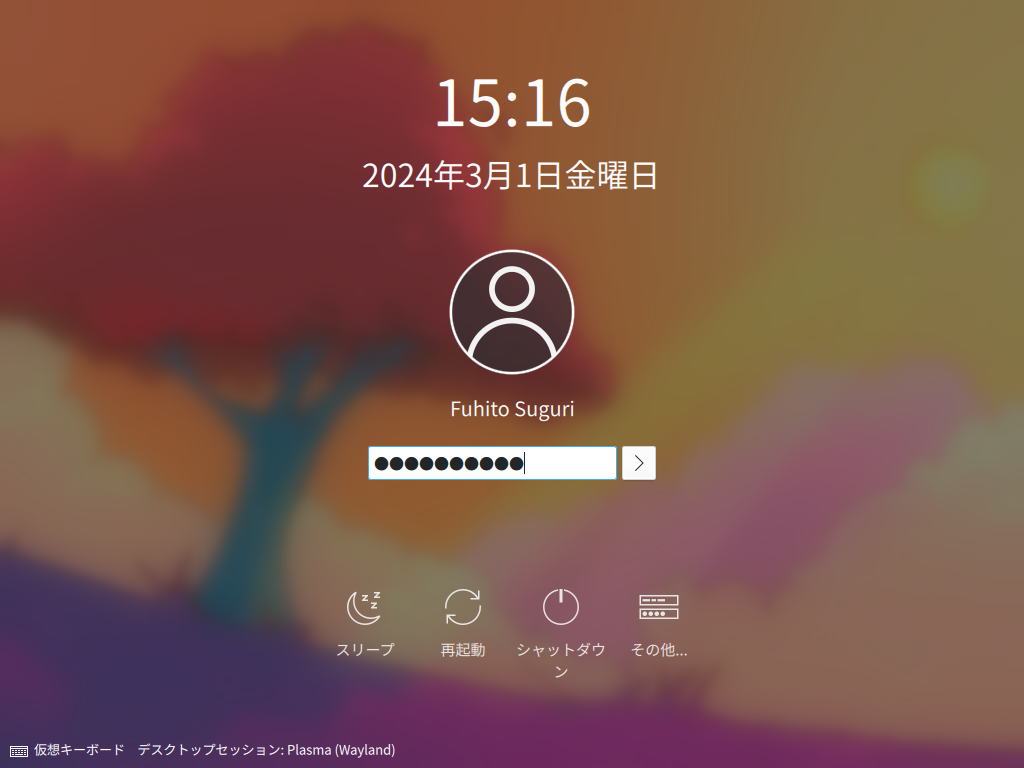 15:16
2024年3月1日金曜日
Fuhito Suguri
●●●●●●●●●●
スリープ
再起動
シャットダウ
ン
その他...
仮想キーボード デスクトップセッション: Plasma (Wayland)